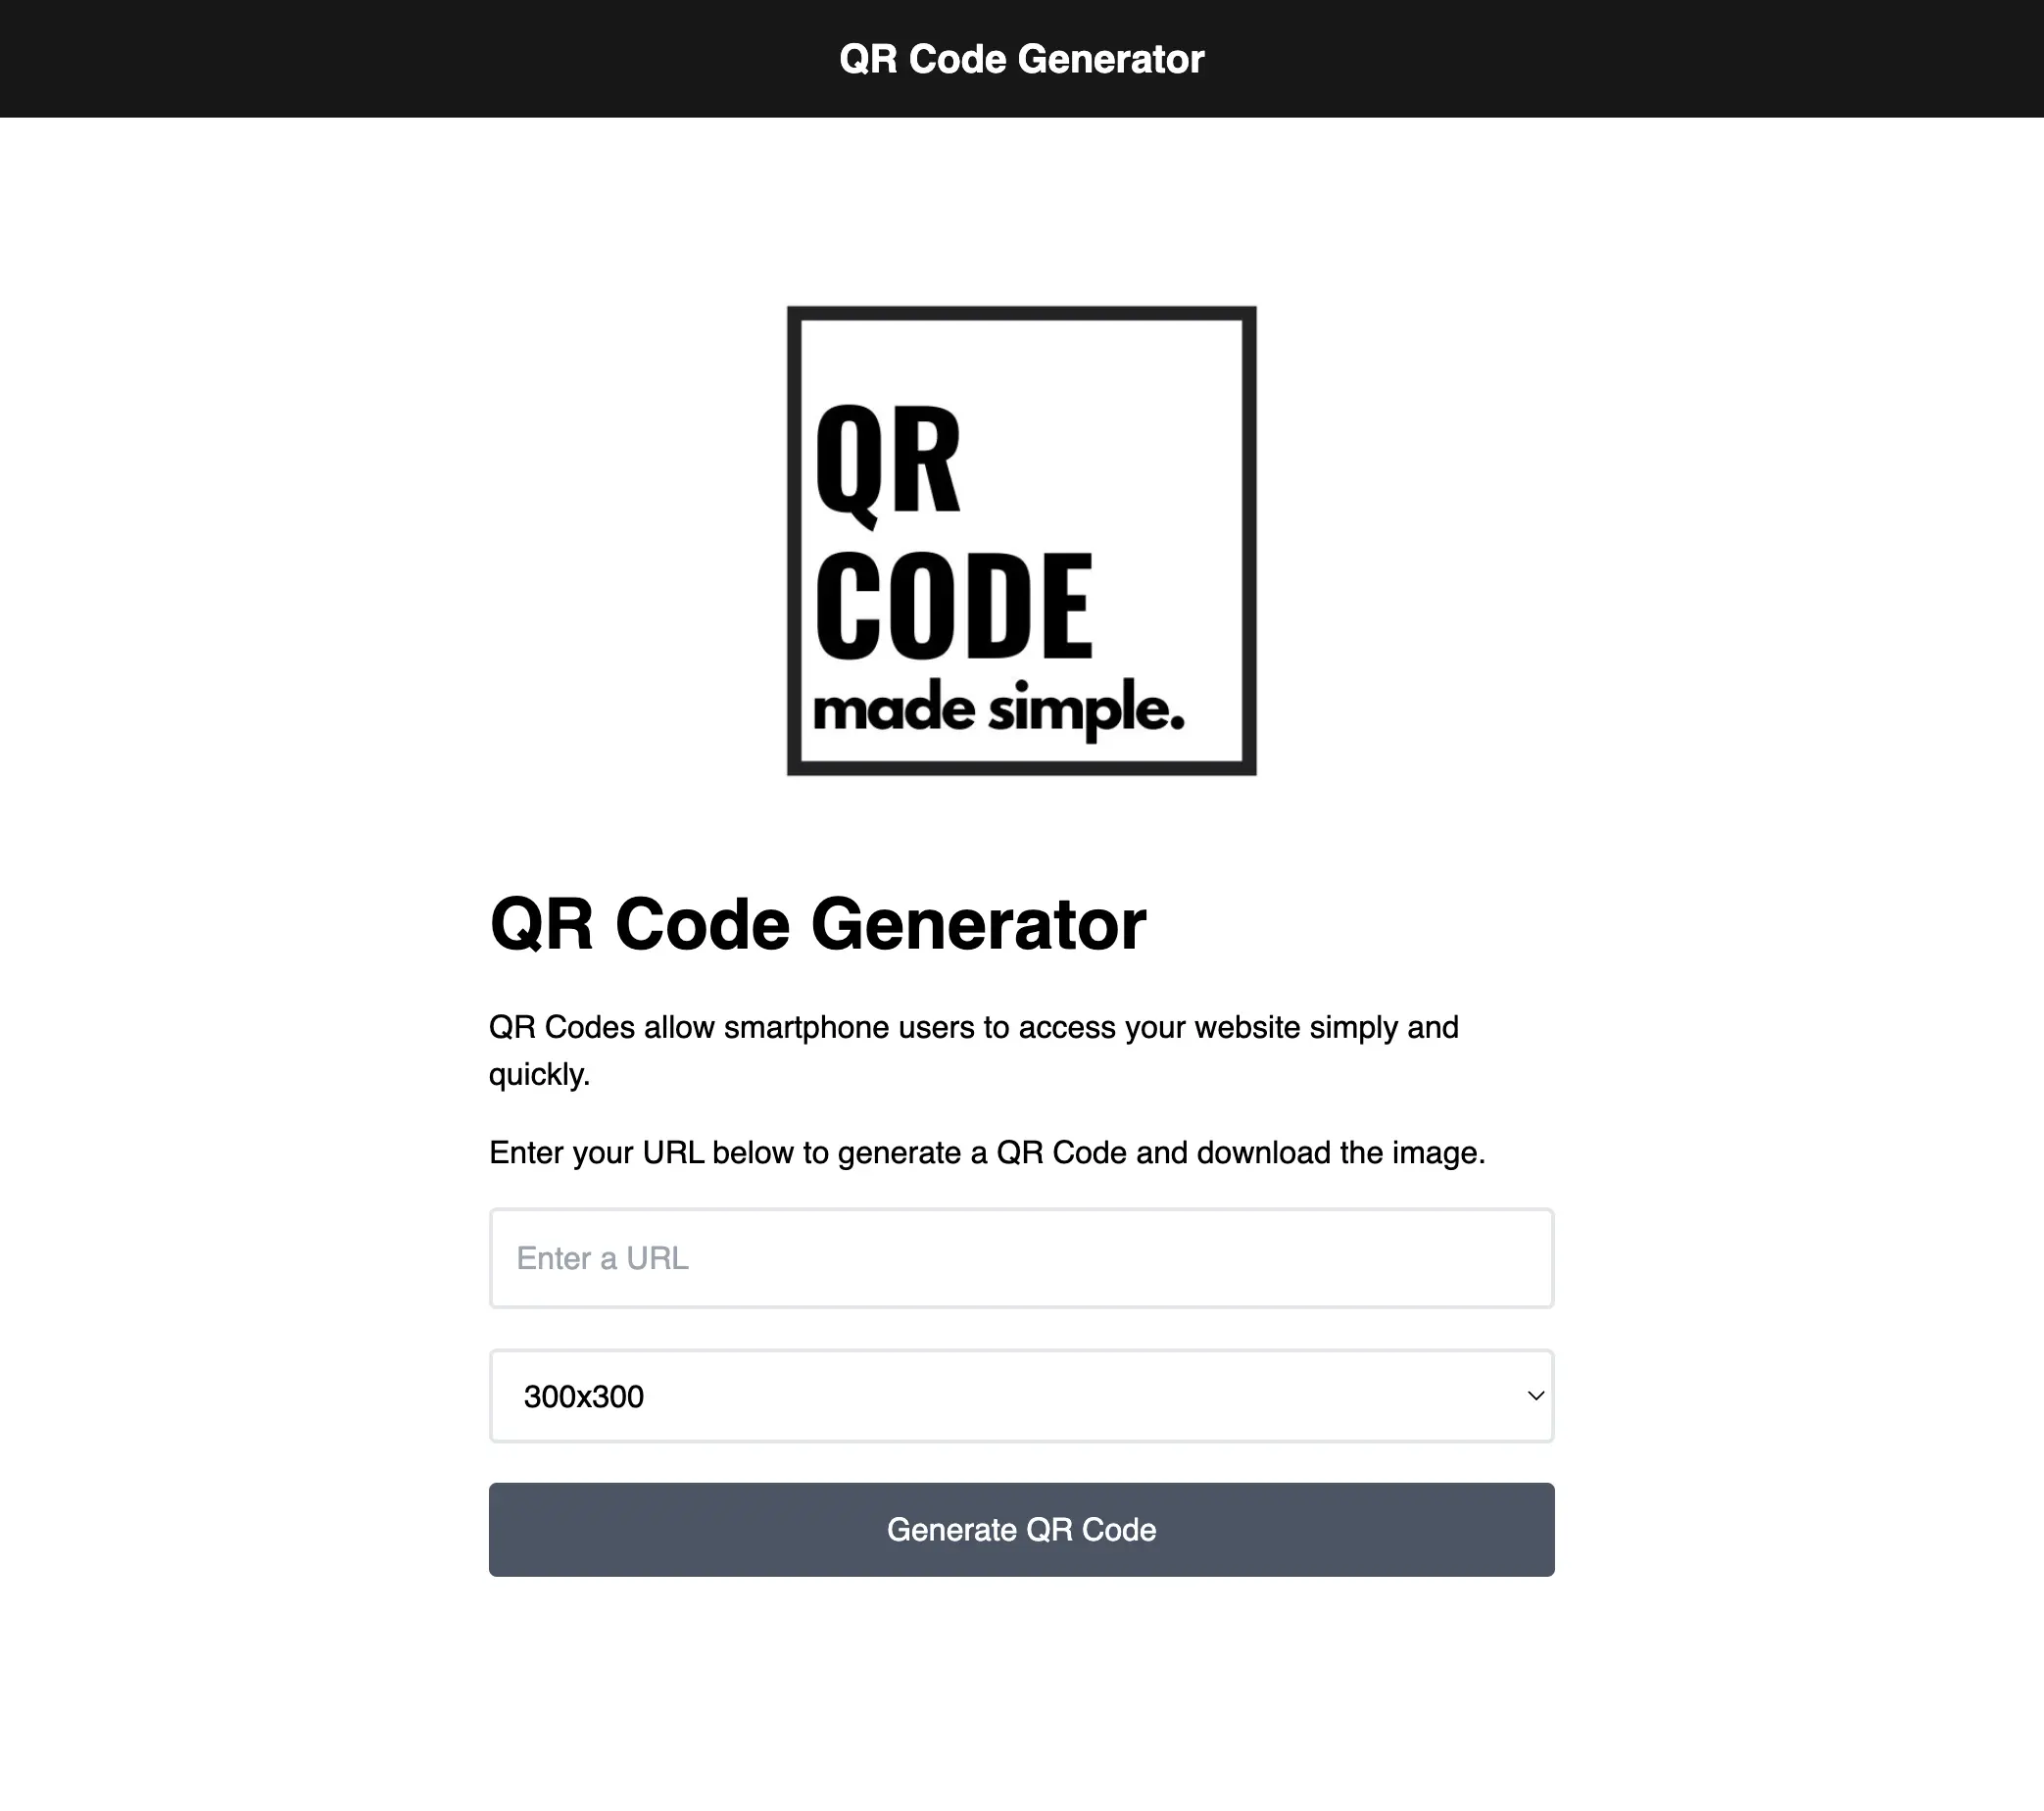 QR Code Generator
QR
CODE
made simple.
QR Code Generator
QR Codes allow smartphone users to access your website simply and
quickly.
Enter your URL below to generate a QR Code and download the image.
Enter a URL
300x300
Generate QR Code